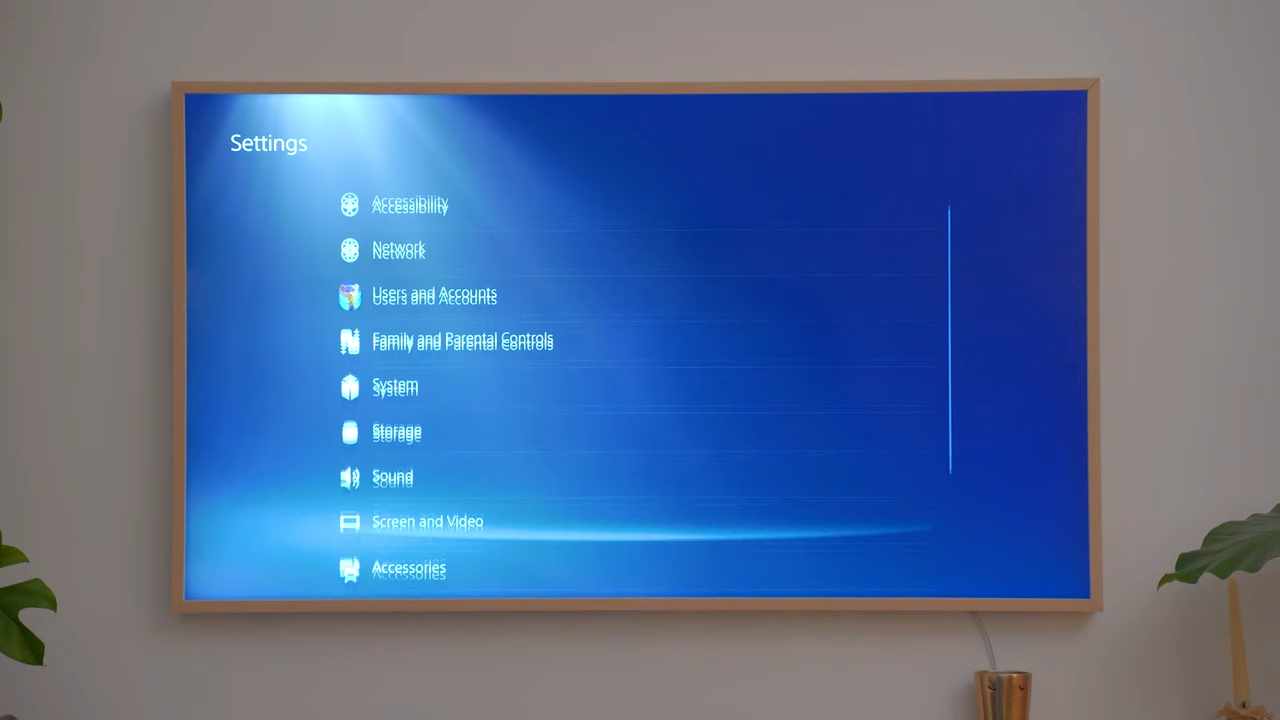 Settings
Accessibility
Network
Users and Accounts
Family and Parental Controls
System
Storage
Sound
Screen and Video
Accessories